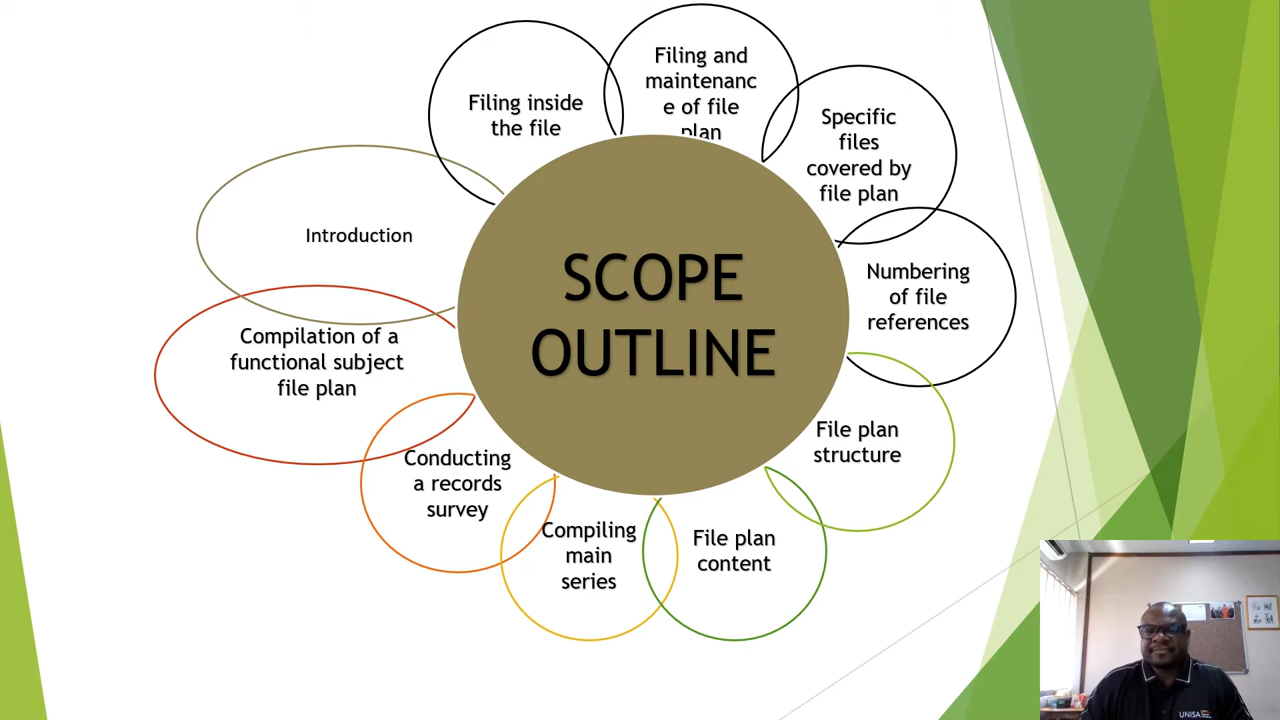 Filing and
maintenanc
e of file
plan
Filing inside
the file
Specific
files
covered by
file plan
Introduction
SCOPE
OUTLINE
Numbering
of file
references
Compilation of a
functional subject
file plan
File plan
structure
Conducting
a records
survey
Compiling
main
series
File plan
content
UNISA